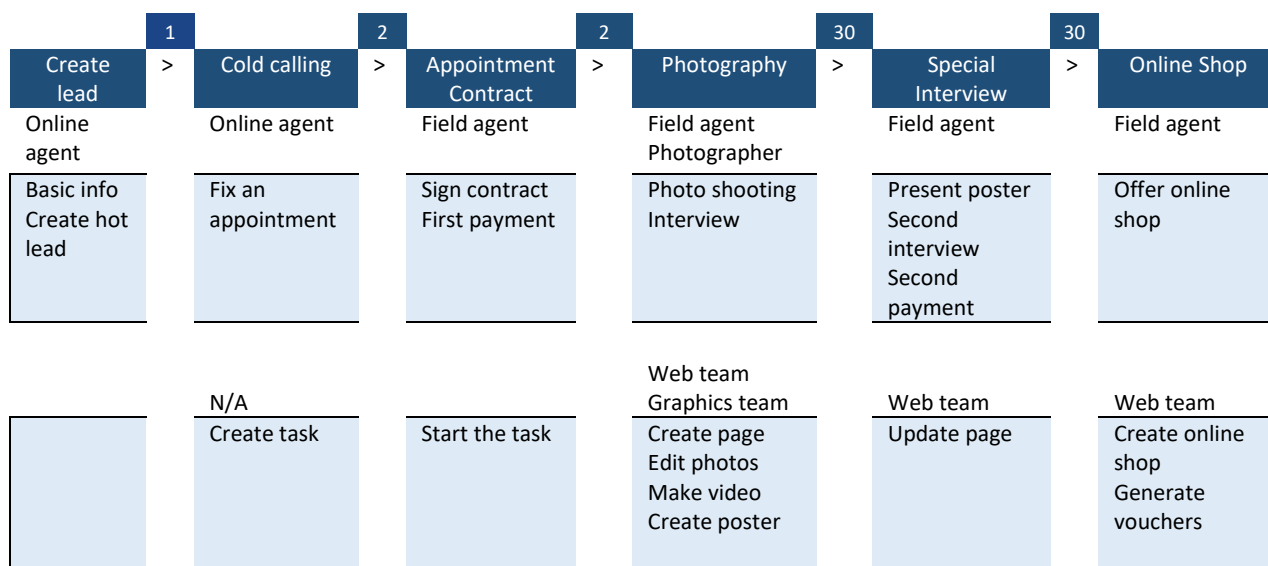 1 2 2 30 30
Create lead > Cold calling > Appointment Contract > Photography > Special Interview > Online Shop
Online agent
Online agent
Field agent
Field agent
Photographer
Field agent
Field agent
Basic info
Create hot
lead
Fix an
appointment
Sign contract
First payment
Photo shooting
Interview
Present poster
Second
interview
Second
payment
Offer online
shop
N/A
Web team
Graphics team
Web team
Web team
Create task
Start the task
Create page
Edit photos
Make video
Create poster
Update page
Create online
shop
Generate
vouchers